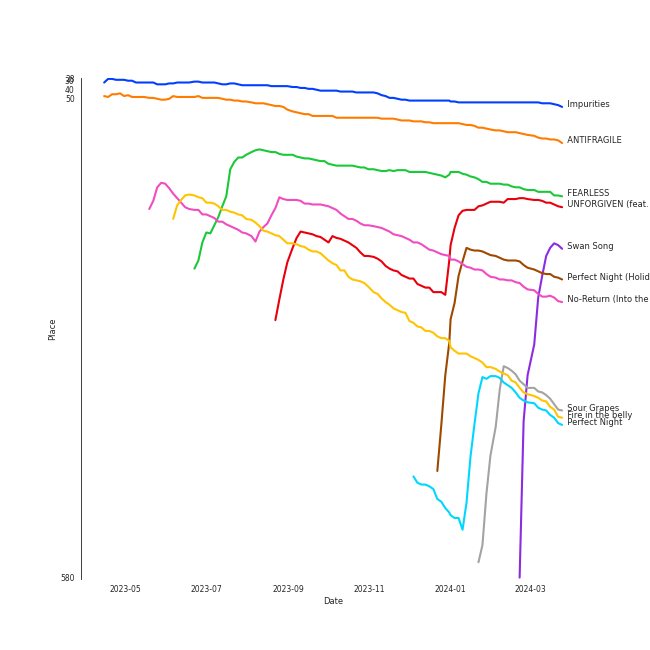 28
30
40
50
580
Place
2023-05
2023-07
2023-09
2023-11
2024-01
2024-03
Date
Impurities
ANTIFRAGILE
FEARLESS
UNFORGIVEN (feat.
Swan Song
Perfect Night (Holid
No-Return (Into the
Sour Grapes
Fire in the belly
Perfect Night